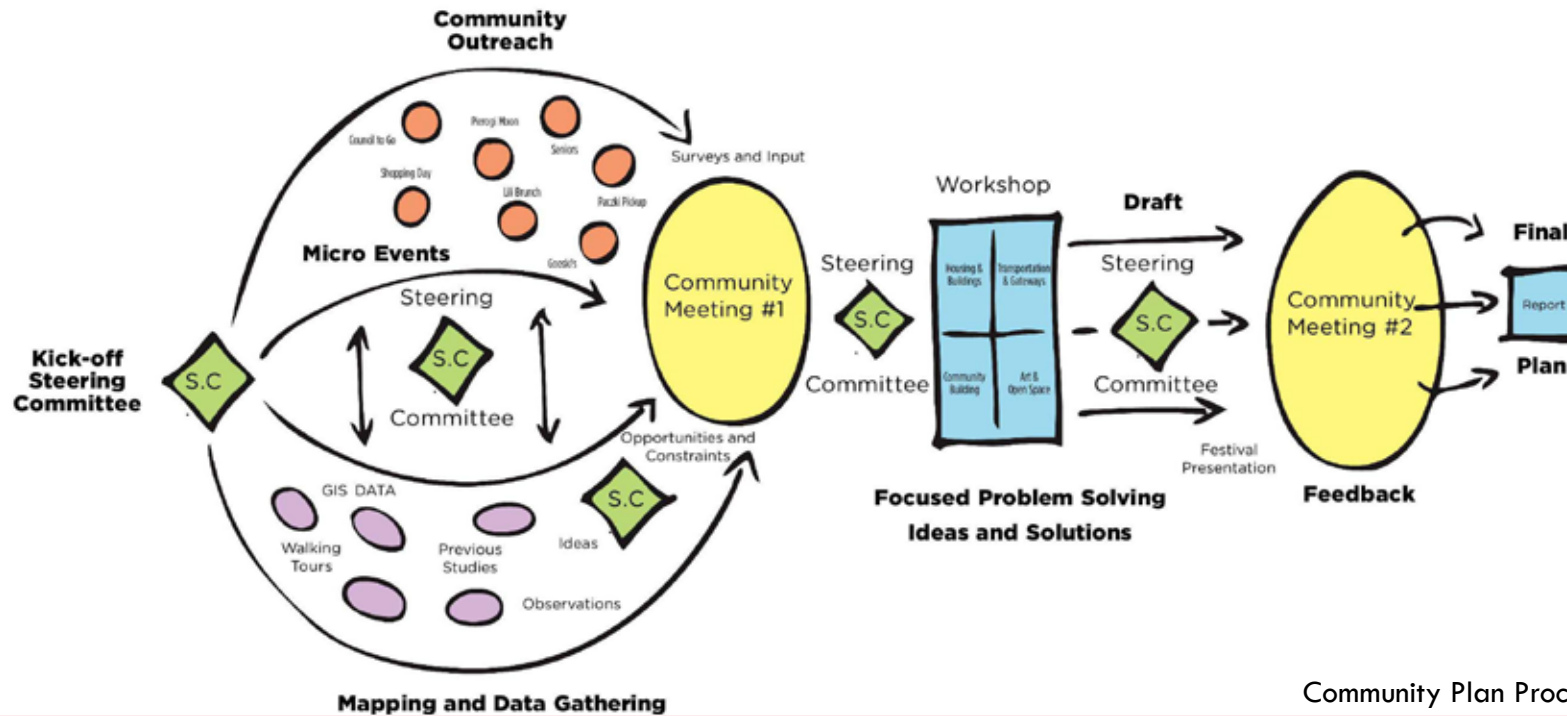 Community
Outreach
Council to Go
Pierogi Moon
Seniors
Shopping Day
Lili Brunch
Paczki Pickup
Gooski's
Micro Events
Surveys and Input
Kick-off
Steering
Committee
S.C
Steering
S.C
Committee
Community
Meeting #1
Opportunities and
Constraints
S.C
GIS DATA
Walking
Tours
Previous
Studies
Ideas
Observations
Mapping and Data Gathering
Steering
S.C
Committee
Workshop
Housing &
Buildings
Transportation
& Gateways
Community
Building
Art &
Open Space
Focused Problem Solving
Ideas and Solutions
Draft
Steering
S.C
Committee
Festival
Presentation
Community
Meeting #2
Feedback
Final
Report
Plan
Community Plan Proc